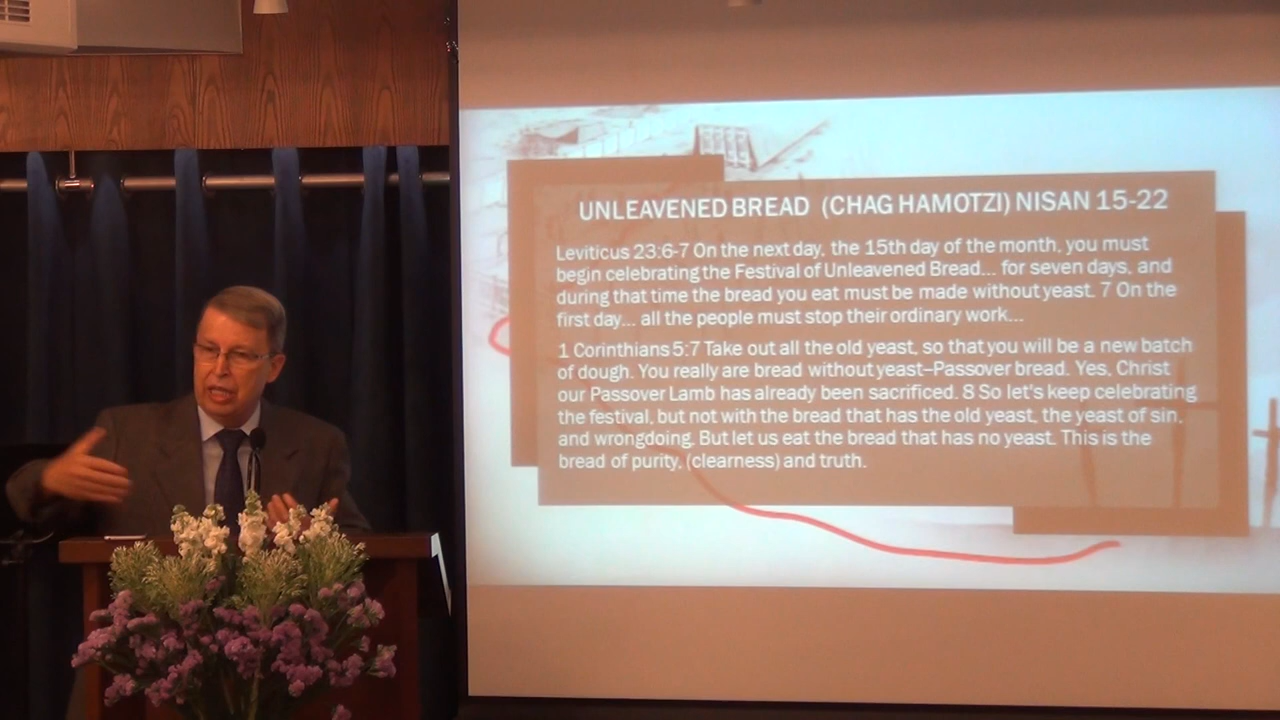 UNLEAVENED BREAD (CHAG HAMOTZI) NISAN 15-22
Leviticus 23:6-7 On the next day, the 15th day of the month, you must
begin celebrating the Festival of Unleavened Bread... for seven days, and
during that time the bread you eat must be made without yeast. 7 On the
first day... all the people must stop their ordinary work...
1 Corinthians 5:7 Take out all the old yeast, so that you will be a new batch
of dough. You really are bread without yeast–Passover bread. Yes, Christ
our Passover Lamb has already been sacrificed. 8 So let's keep celebrating
the festival, but not with the bread that has the old yeast, the yeast of sin,
and wrongdoing. But let us eat the bread that has no yeast. This is the
bread of purity, (clearness) and truth.